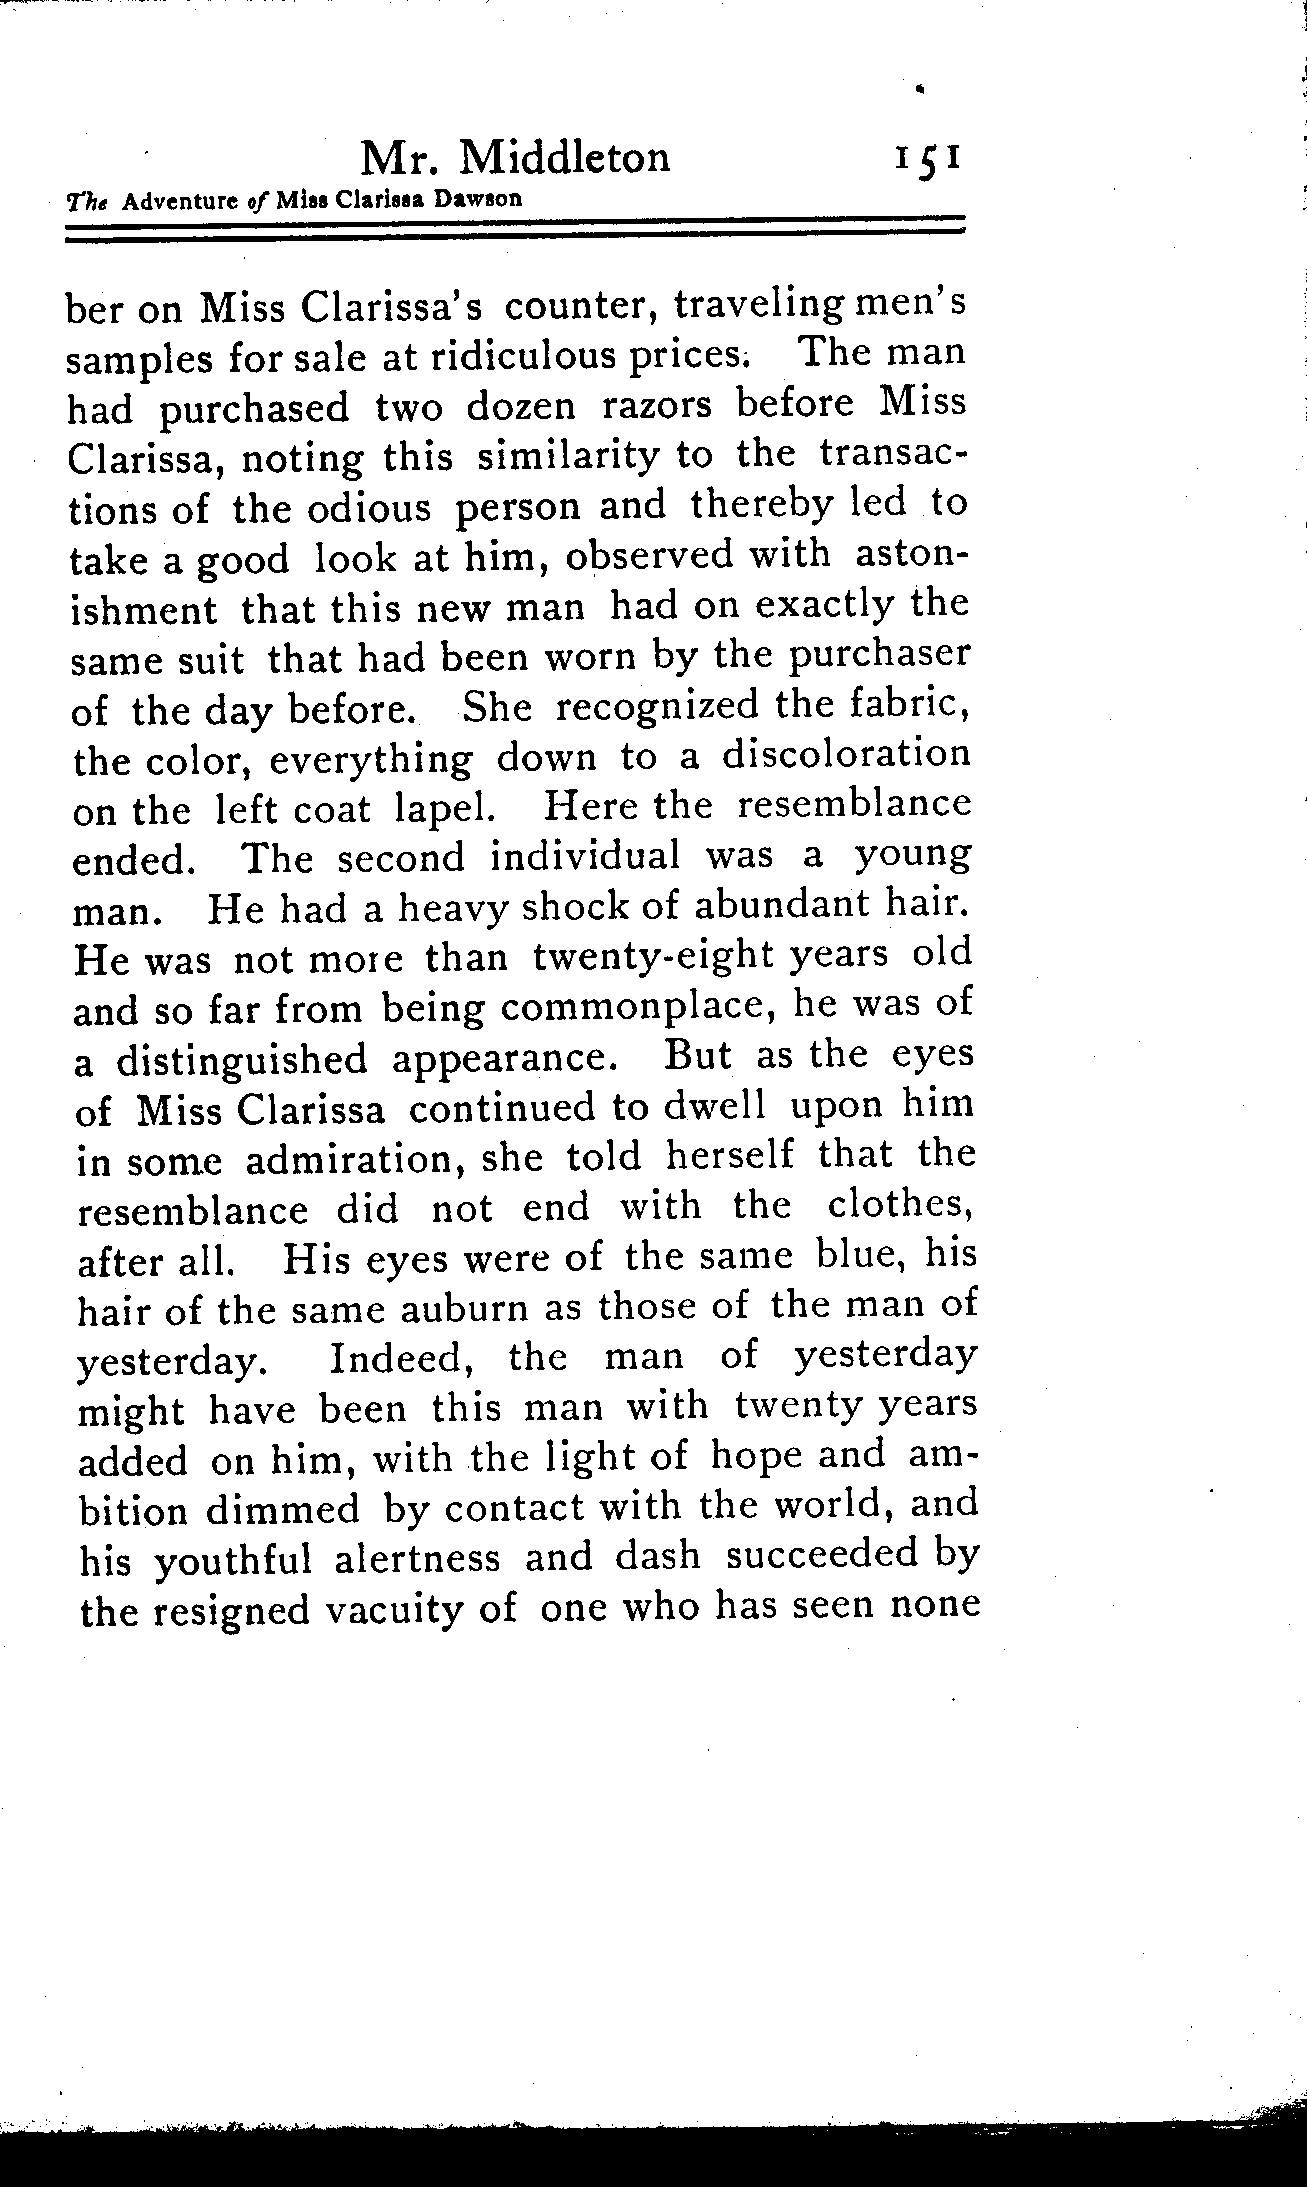 Mr. Middleton 151
The Adventure of Miss Clarissa Dawson
ber on Miss Clarissa's counter, traveling men's
samples for sale at ridiculous prices. The man
had purchased two dozen razors before Miss
Clarissa, noting this similarity to the transac-
tions of the odious person and thereby led to
take a good look at him, observed with aston-
ishment that this new man had on exactly the
same suit that had been worn by the purchaser
of the day before. She recognized the fabric,
the color, everything down to a discoloration
on the left coat lapel. Here the resemblance
ended. The second individual was a young
man. He had a heavy shock of abundant hair.
He was not more than twenty-eight years old
and so far from being commonplace, he was of
a distinguished appearance. But as the eyes
of Miss Clarissa continued to dwell upon him
in some admiration, she told herself that the
resemblance did not end with the clothes,
after all. His eyes were of the same blue, his
hair of the same auburn as those of the man of
yesterday. Indeed, the man of yesterday
might have been this man with twenty years
added on him, with the light of hope and am-
bition dimmed by contact with the world, and
his youthful alertness and dash succeeded by
the resigned vacuity of one who has seen none